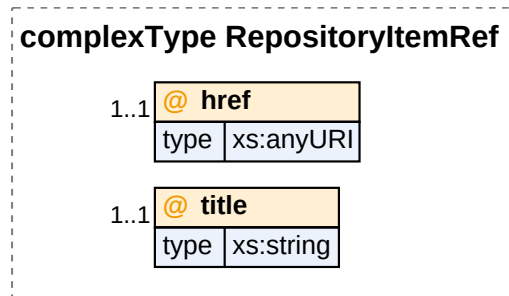 complexType RepositoryItemRef
1..1 @ href
type xs:anyURI
1..1 @ title
type xs:string